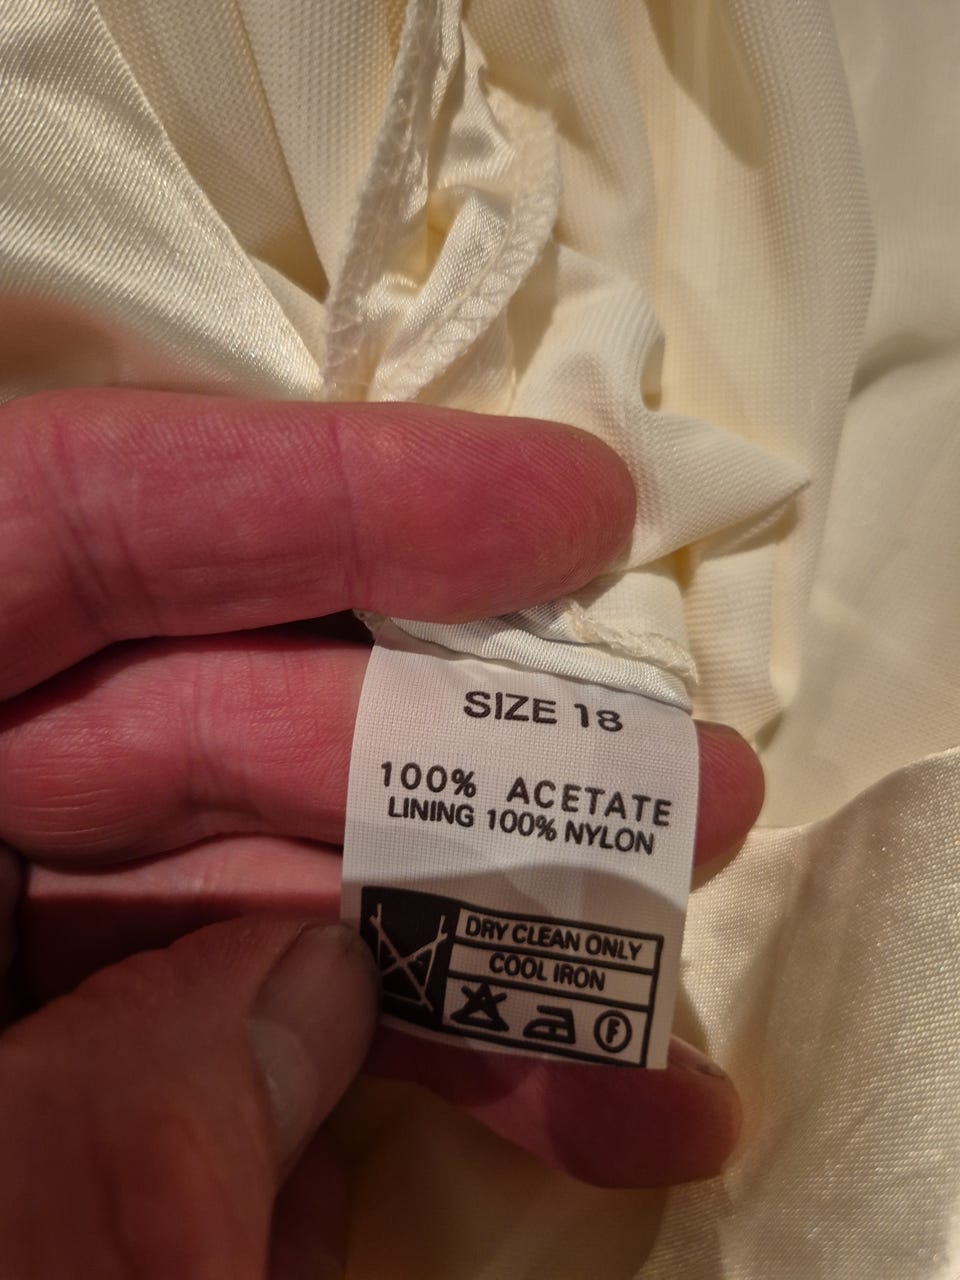 SIZE 18
100% ACETATE
LINING 100% NYLON
DRY CLEAN ONLY
COOL IRON
F